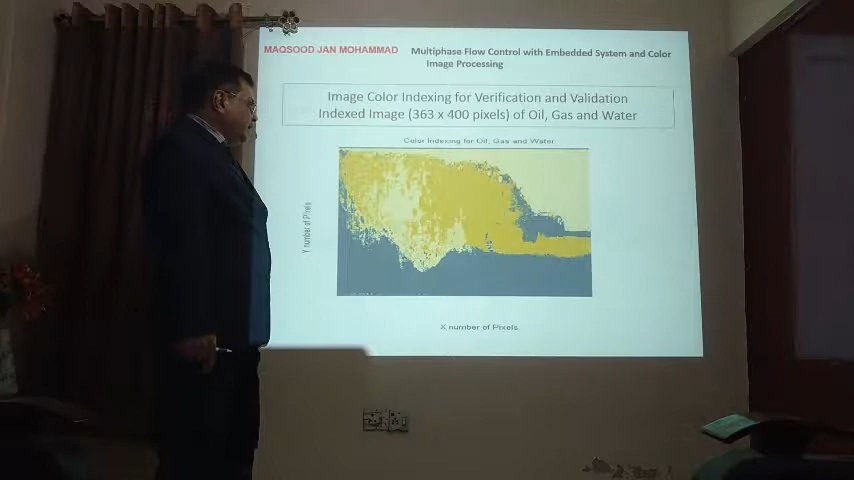 MAQSOOD JAN MOHAMMAD Multiphase Flow Control with Embedded System and Color
Image Processing
Image Color Indexing for Verification and Validation
Indexed Image (363 x 400 pixels) of Oil, Gas and Water
Color Indexing for Oil, Gas and Water
Y number of Pixels
X number of Pixels